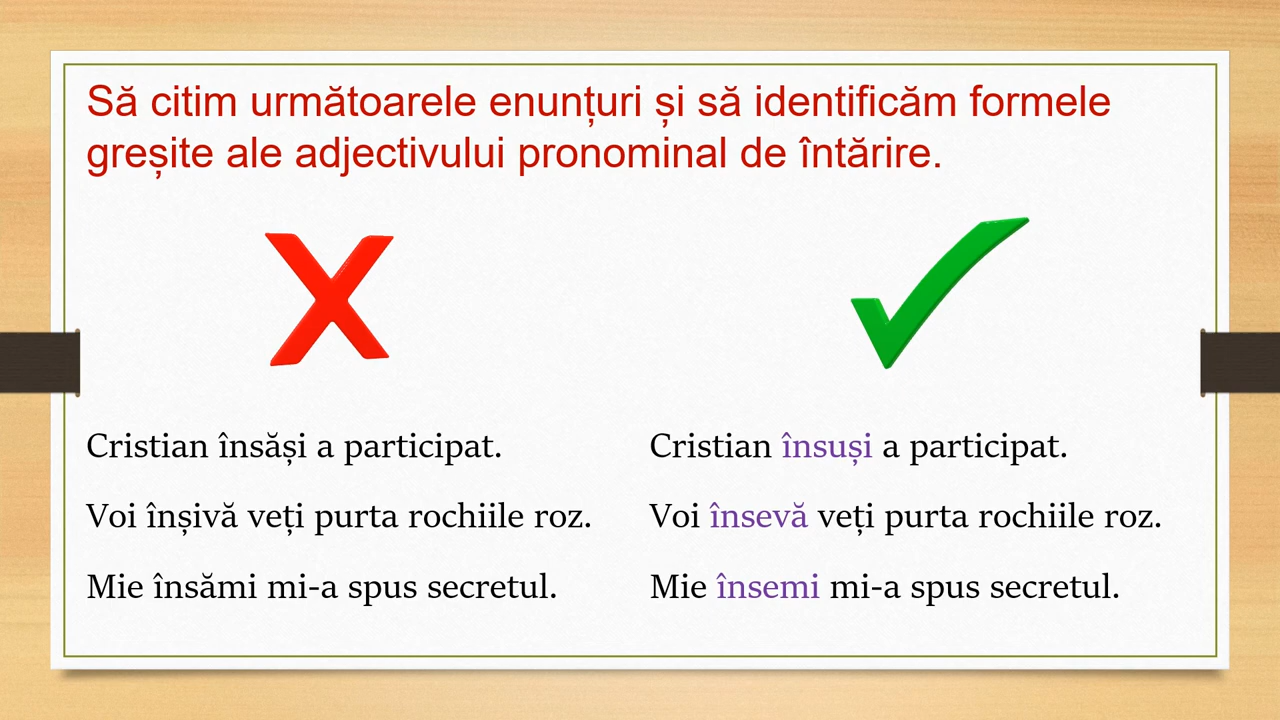 Să citim următoarele enunțuri și să identificăm formele
greșite ale adjectivului pronominal de întărire.
Cristian însăși a participat.
Voi înșivă veți purta rochiile roz.
Mie însămi mi-a spus secretul.
Cristian însuși a participat.
Voi însevă veți purta rochiile roz.
Mie însemi mi-a spus secretul.